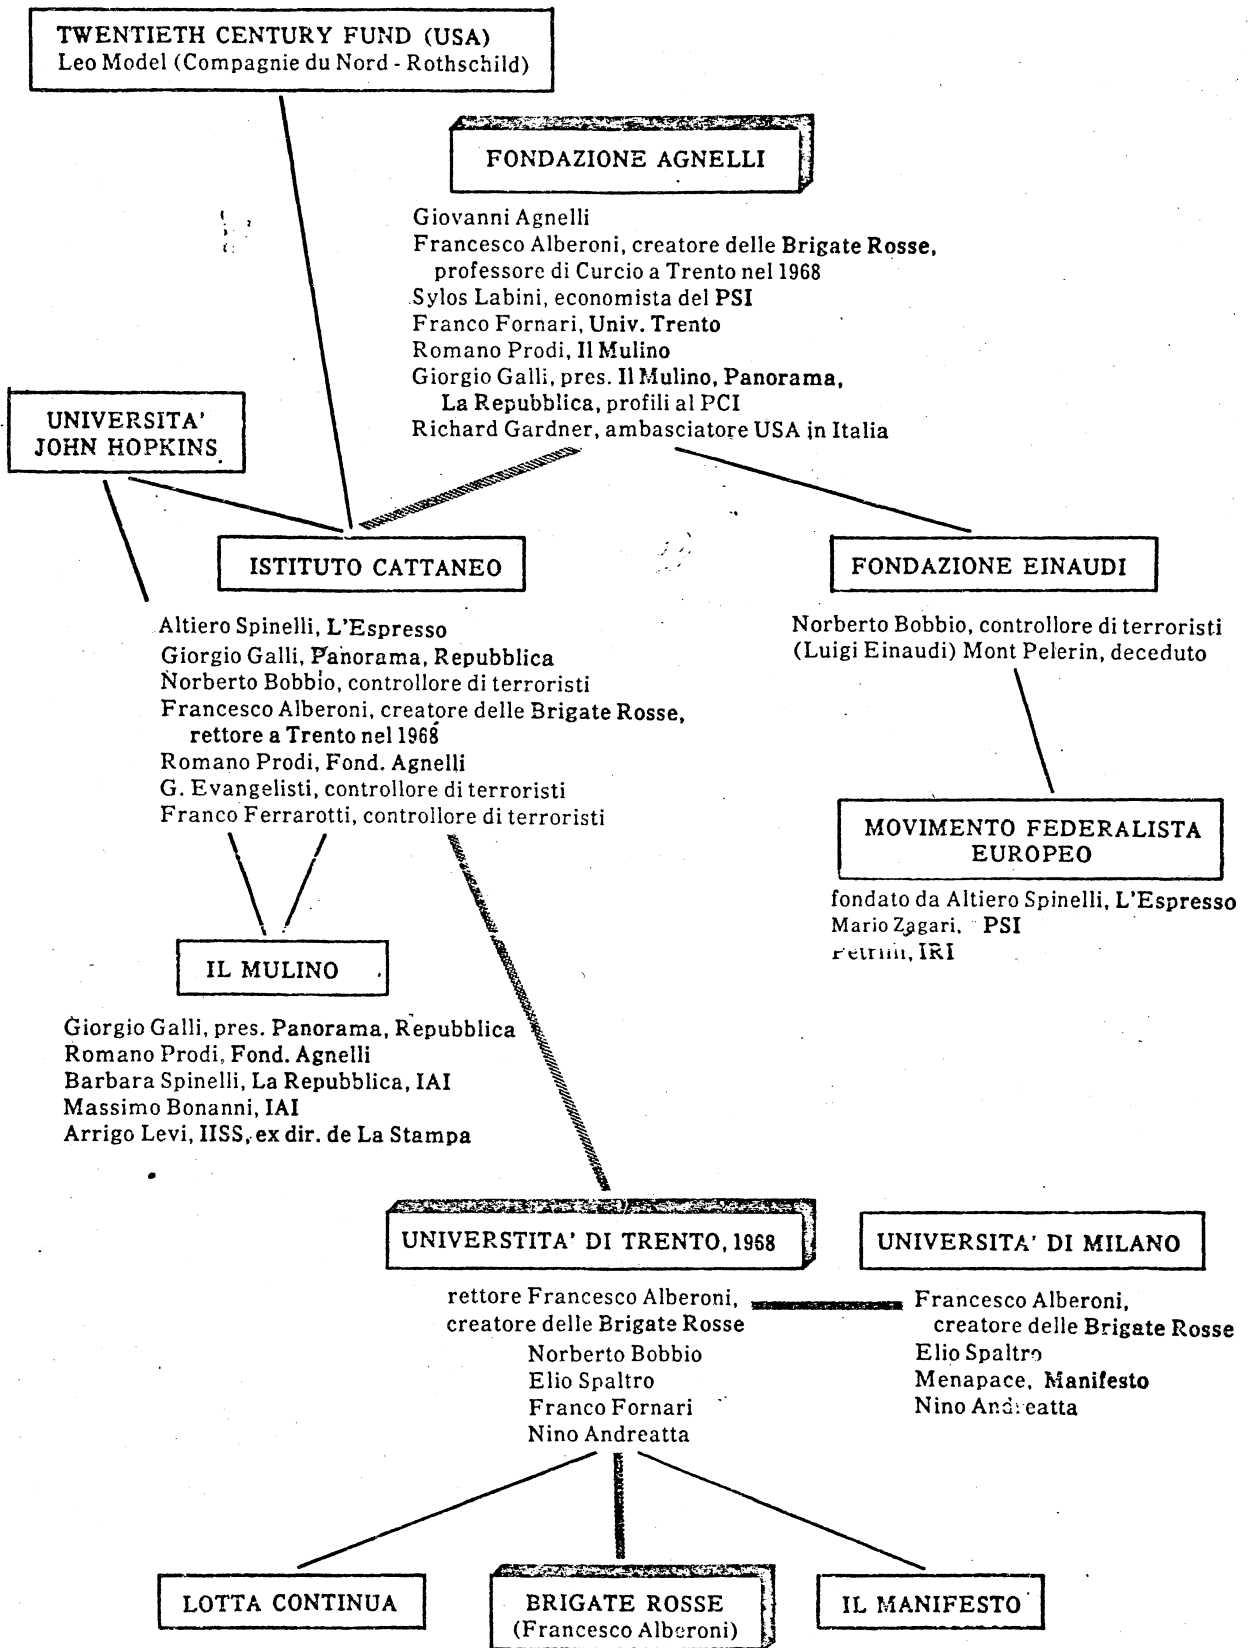 TWENTIETH CENTURY FUND (USA)
Leo Model (Compagnie du Nord - Rothschild)
FONDAZIONE AGNELLI
Giovanni Agnelli
Francesco Alberoni, creatore delle Brigate Rosse,
professore di Curcio a Trento nel 1968
Sylos Labini, economista del PSI
Franco Fornari, Univ. Trento
Romano Prodi, Il Mulino
Giorgio Galli, pres. Il Mulino, Panorama,
La Repubblica, profili al PCI
Richard Gardner, ambasciatore USA in Italia
UNIVERSITA'
JOHN HOPKINS
ISTITUTO CATTANEO
Altiero Spinelli, L'Espresso
Giorgio Galli, Panorama, Repubblica
Norberto Bobbio, controllore di terroristi
Francesco Alberoni, creatore delle Brigate Rosse,
rettore a Trento nel 1968
Romano Prodi, Fond. Agnelli
G. Evangelisti, controllore di terroristi
Franco Ferrarotti, controllore di terroristi
FONDAZIONE EINAUDI
Norberto Bobbio, controllore di terroristi
(Luigi Einaudi) Mont Pelerin, deceduto
MOVIMENTO FEDERALISTA
EUROPEO
fondato da Altiero Spinelli, L'Espresso
Mario Zagari, PSI
Petrilli, IRI
IL MULINO
Giorgio Galli, pres. Panorama, Repubblica
Romano Prodi, Fond. Agnelli
Barbara Spinelli, La Repubblica, IAI
Massimo Bonanni, IAI
Arrigo Levi, IISS, ex dir. de La Stampa
UNIVERSTITA' DI TRENTO, 1968
rettore Francesco Alberoni,
creatore delle Brigate Rosse
Norberto Bobbio
Elio Spaltro
Franco Fornari
Nino Andreatta
UNIVERSITA' DI MILANO
Francesco Alberoni,
creatore delle Brigate Rosse
Elio Spaltro
Menapace, Manifesto
Nino Andreatta
LOTTA CONTINUA
BRIGATE ROSSE
(Francesco Alberoni)
IL MANIFESTO